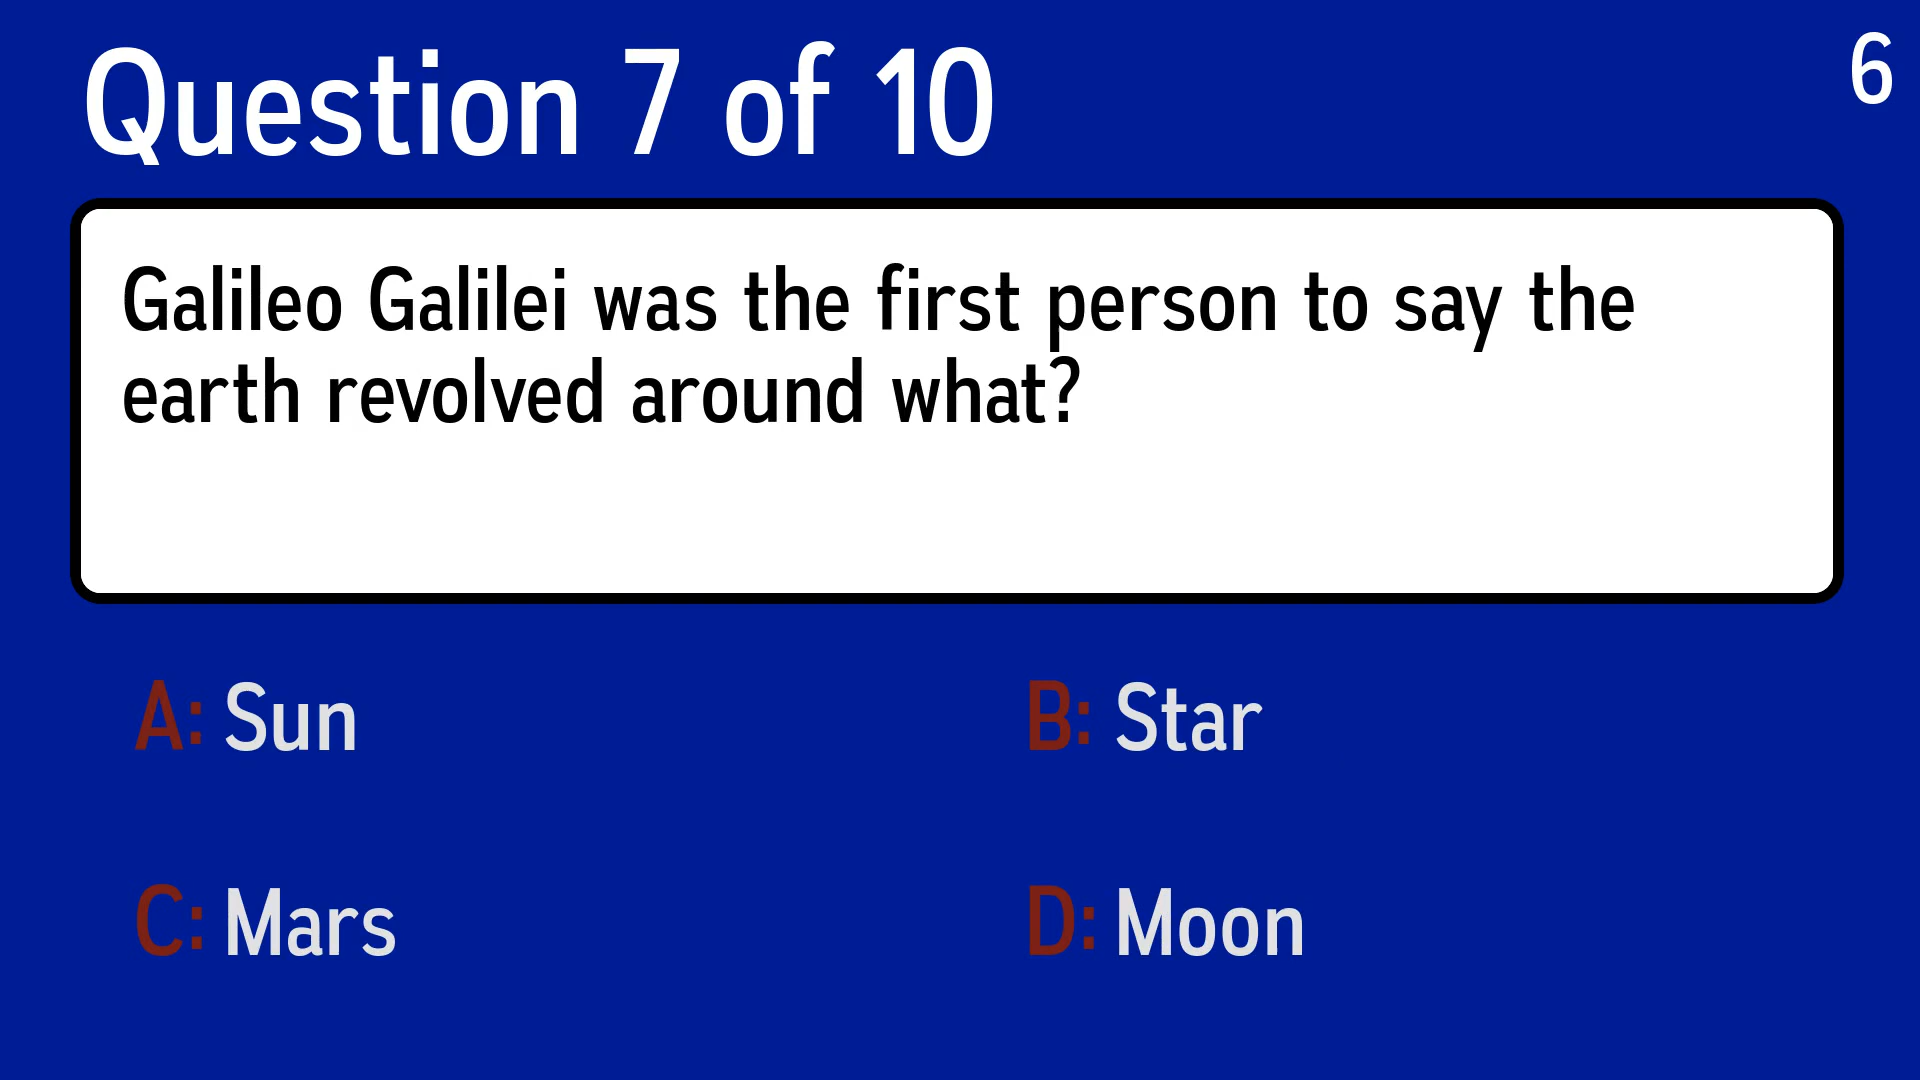 Question 7 of 10
6
Galileo Galilei was the first person to say the
earth revolved around what?
A: Sun
B: Star
C: Mars
D: Moon